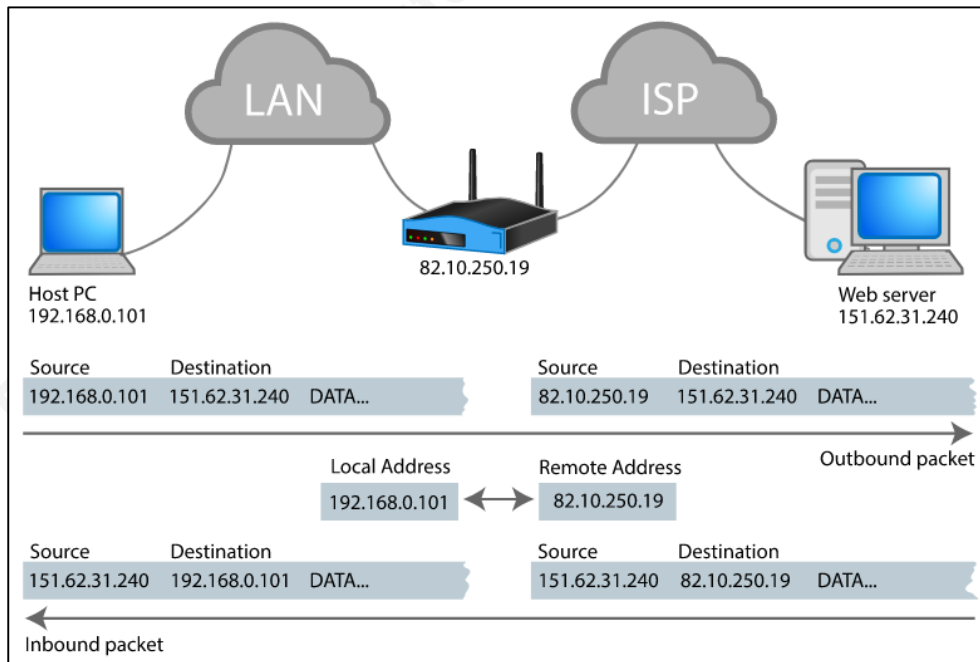 LAN
ISP
82.10.250.19
Host PC
192.168.0.101
Web server
151.62.31.240
Source Destination
192.168.0.101 151.62.31.240 DATA...
Source Destination
82.10.250.19 151.62.31.240 DATA...
Outbound packet
Local Address
192.168.0.101
Remote Address
82.10.250.19
Source Destination
151.62.31.240 192.168.0.101 DATA...
Source Destination
151.62.31.240 82.10.250.19 DATA...
Inbound packet